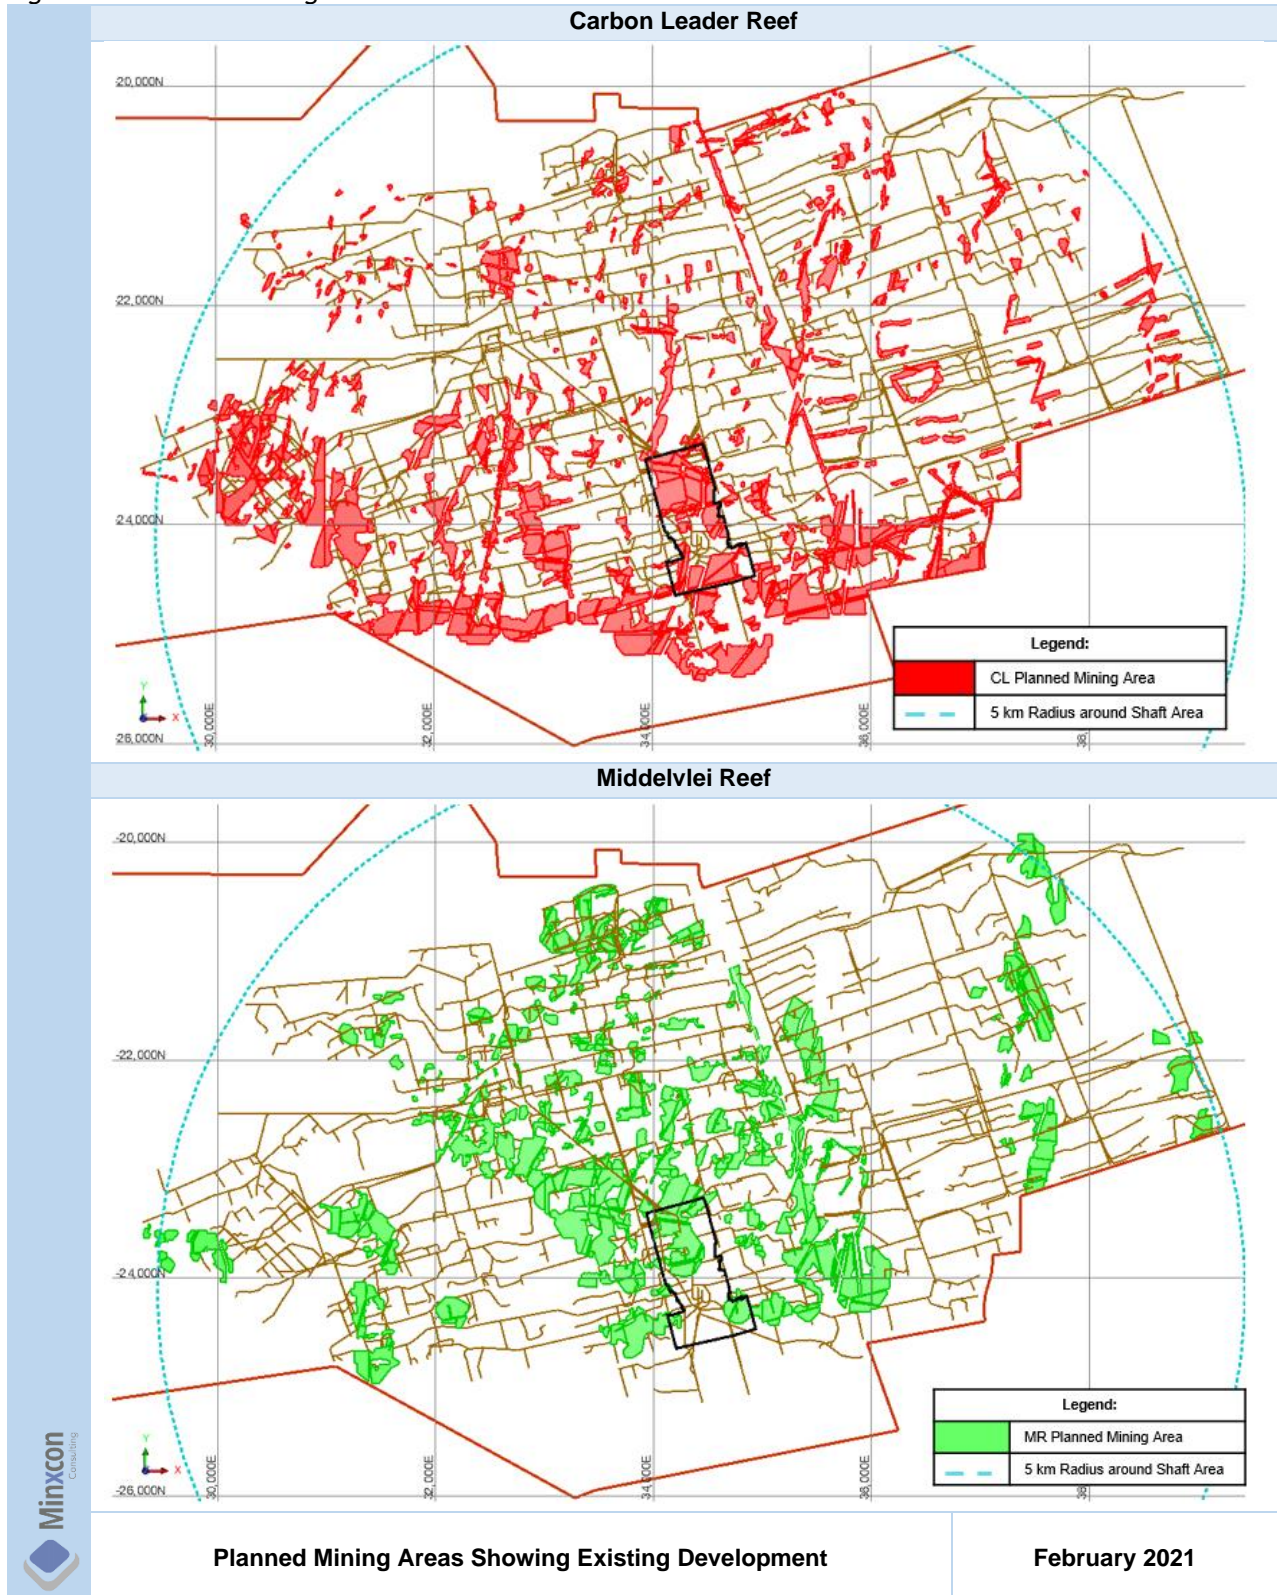 Carbon Leader Reef
-20,000N
-22,000N
-24,000N
-26,000N
30,000E
32,000E
34,000E
36,000E
Y
X
Legend:
CL Planned Mining Area
5 km Radius around Shaft Area
Middelvlei Reef
-20,000N
-22,000N
-24,000N
-26,000N
30,000E
32,000E
34,000E
36,000E
Y
X
Legend:
MR Planned Mining Area
5 km Radius around Shaft Area
Minxcon
Consulting
Planned Mining Areas Showing Existing Development
February 2021